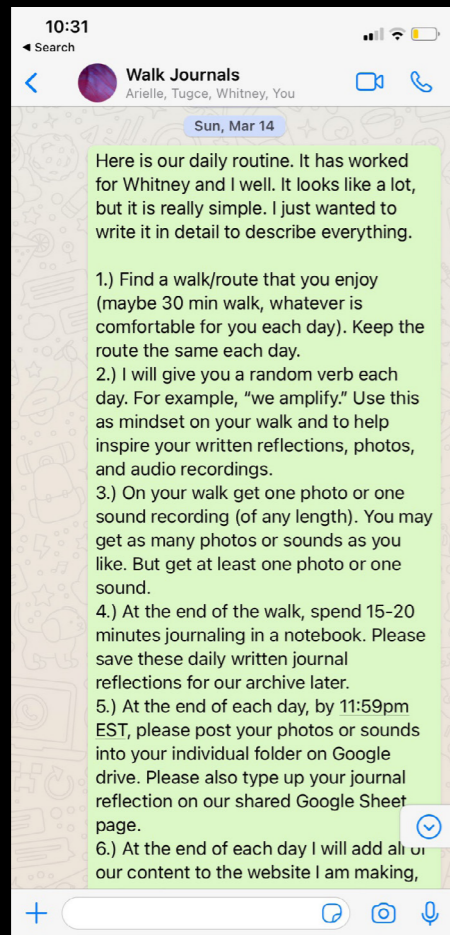 10:31
Search
Walk Journals
Arielle, Tugce, Whitney, You
Sun, Mar 14
Here is our daily routine. It has worked
for Whitney and I well. It looks like a lot,
but it is really simple. I just wanted to
write it in detail to describe everything.
1.) Find a walk/route that you enjoy
(maybe 30 min walk, whatever is
comfortable for you each day). Keep the
route the same each day.
2.) I will give you a random verb each
day. For example, “we amplify.” Use this
as mindset on your walk and to help
inspire your written reflections, photos,
and audio recordings.
3.) On your walk get one photo or one
sound recording (of any length). You may
get as many photos or sounds as you
like. But get at least one photo or one
sound.
4.) At the end of the walk, spend 15-20
minutes journaling in a notebook. Please
save these daily written journal
reflections for our archive later.
5.) At the end of each day, by 11:59pm
EST, please post your photos or sounds
into your individual folder on Google
drive. Please also type up your journal
reflection on our shared Google Sheet
page.
6.) At the end of each day I will add all of
our content to the website I am making,